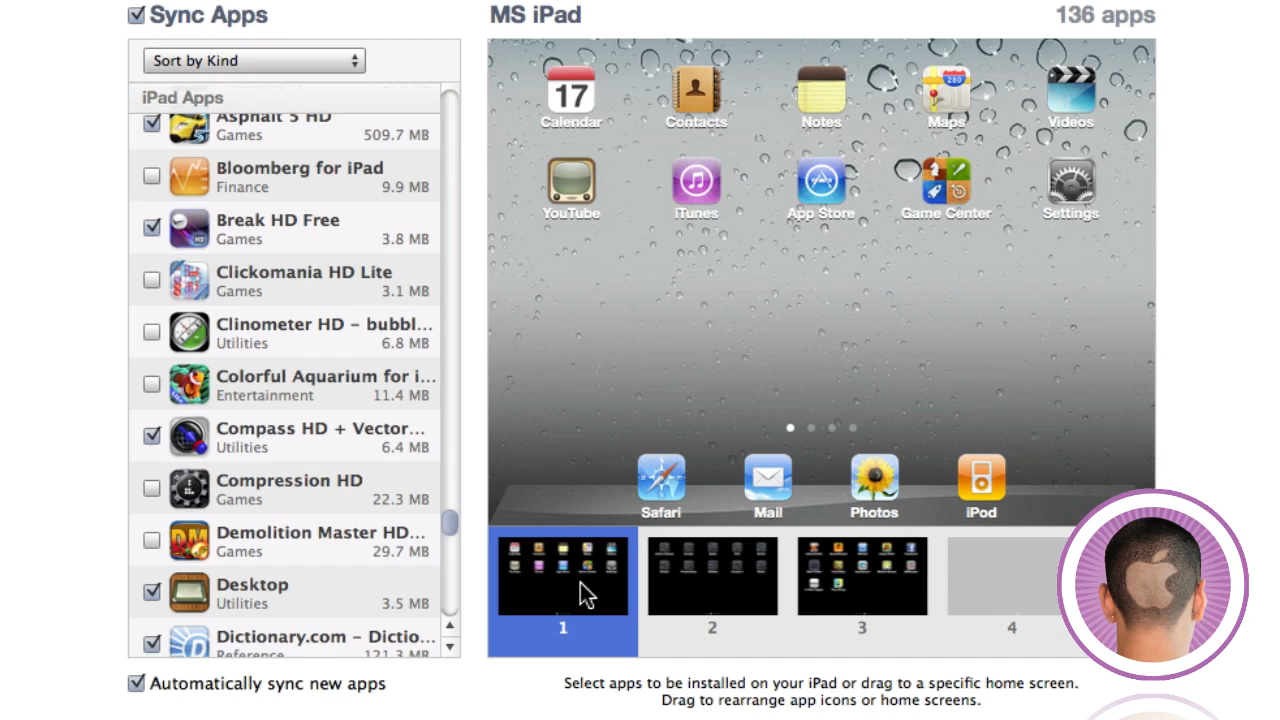 Sync Apps
Sort by Kind
iPad Apps
Asphalt 5 HD
Games 509.7 MB
Bloomberg for iPad
Finance 9.9 MB
Break HD Free
Games 3.8 MB
Clickomania HD Lite
Games 3.1 MB
Clinometer HD – bubbl...
Utilities 6.8 MB
Colorful Aquarium for i...
Entertainment 11.4 MB
Compass HD + Vector...
Utilities 6.4 MB
Compression HD
Games 22.3 MB
Demolition Master HD...
Games 29.7 MB
Desktop
Utilities 3.5 MB
Dictionary.com – Dictio...
Reference 121.3 MB
Automatically sync new apps
MS iPad 136 apps
17 280
Calendar Contacts Notes Maps Videos
YouTube iTunes App Store Game Center Settings
Safari Mail Photos iPod
1 2 3 4
Select apps to be installed on your iPad or drag to a specific home screen.
Drag to rearrange app icons or home screens.